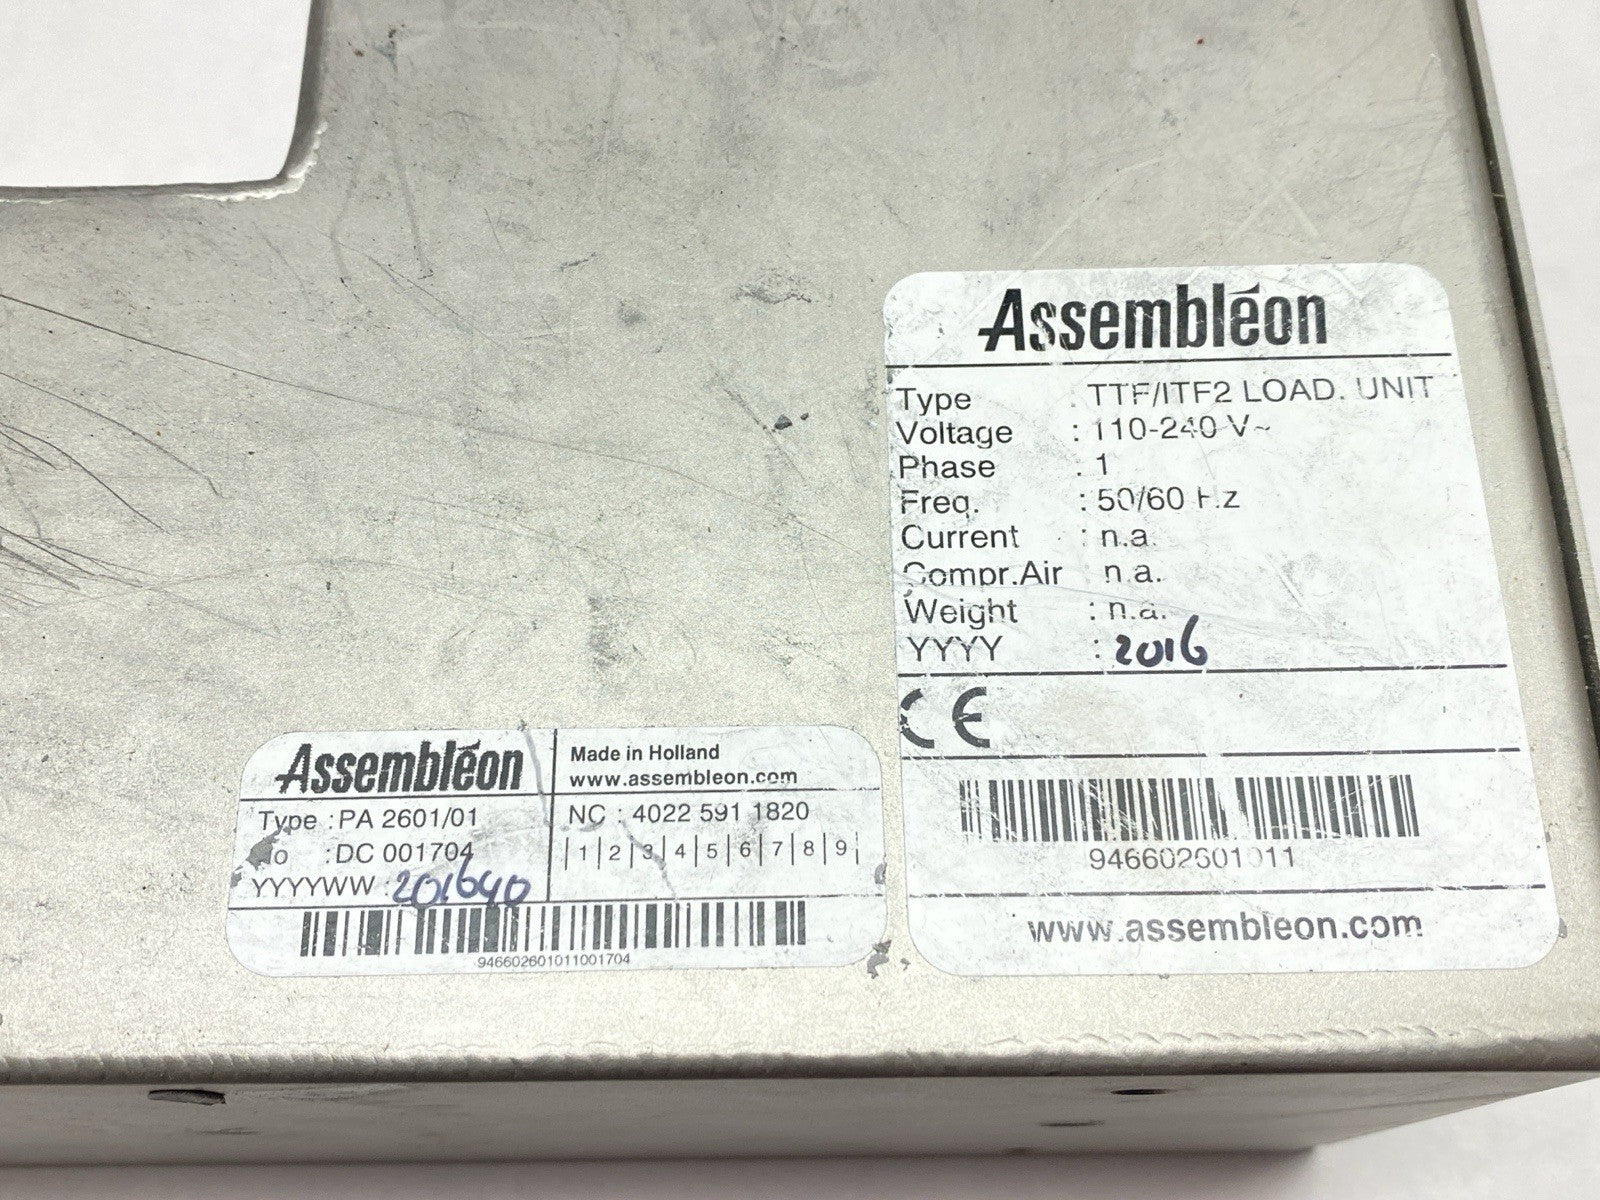 Assembléon
Type : TTF/ITF2 LOAD. UNIT
Voltage : 110-240 V~
Phase : 1
Freq. : 50/60 Hz
Current : n.a.
Compr.Air n.a.
Weight : n.a.
YYYY : 2016
CE
946602601011
www.assembleon.com
Assembléon
Made in Holland
www.assembleon.com
Type : PA 2601/01
NC : 4022 591 1820
No : DC 001704
| 1 | 2 | 3 | 4 | 5 | 6 | 7 | 8 | 9 |
YYYYWW : 201640
946602601011001704